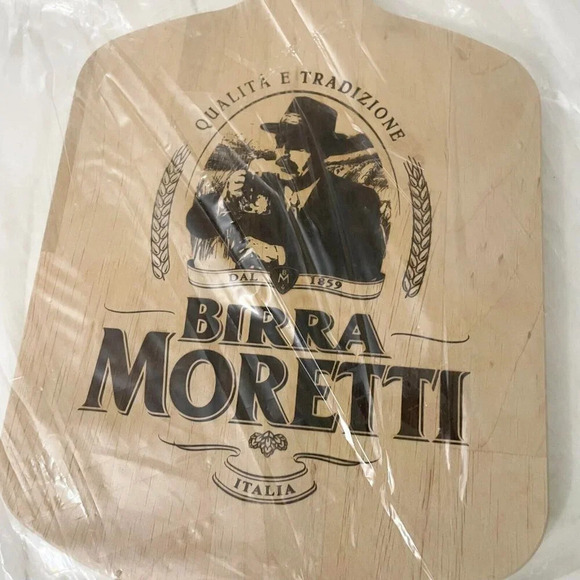 QUALITÀ E TRADIZIONE
DAL M 1859
BIRRA
MORETTI
ITALIA